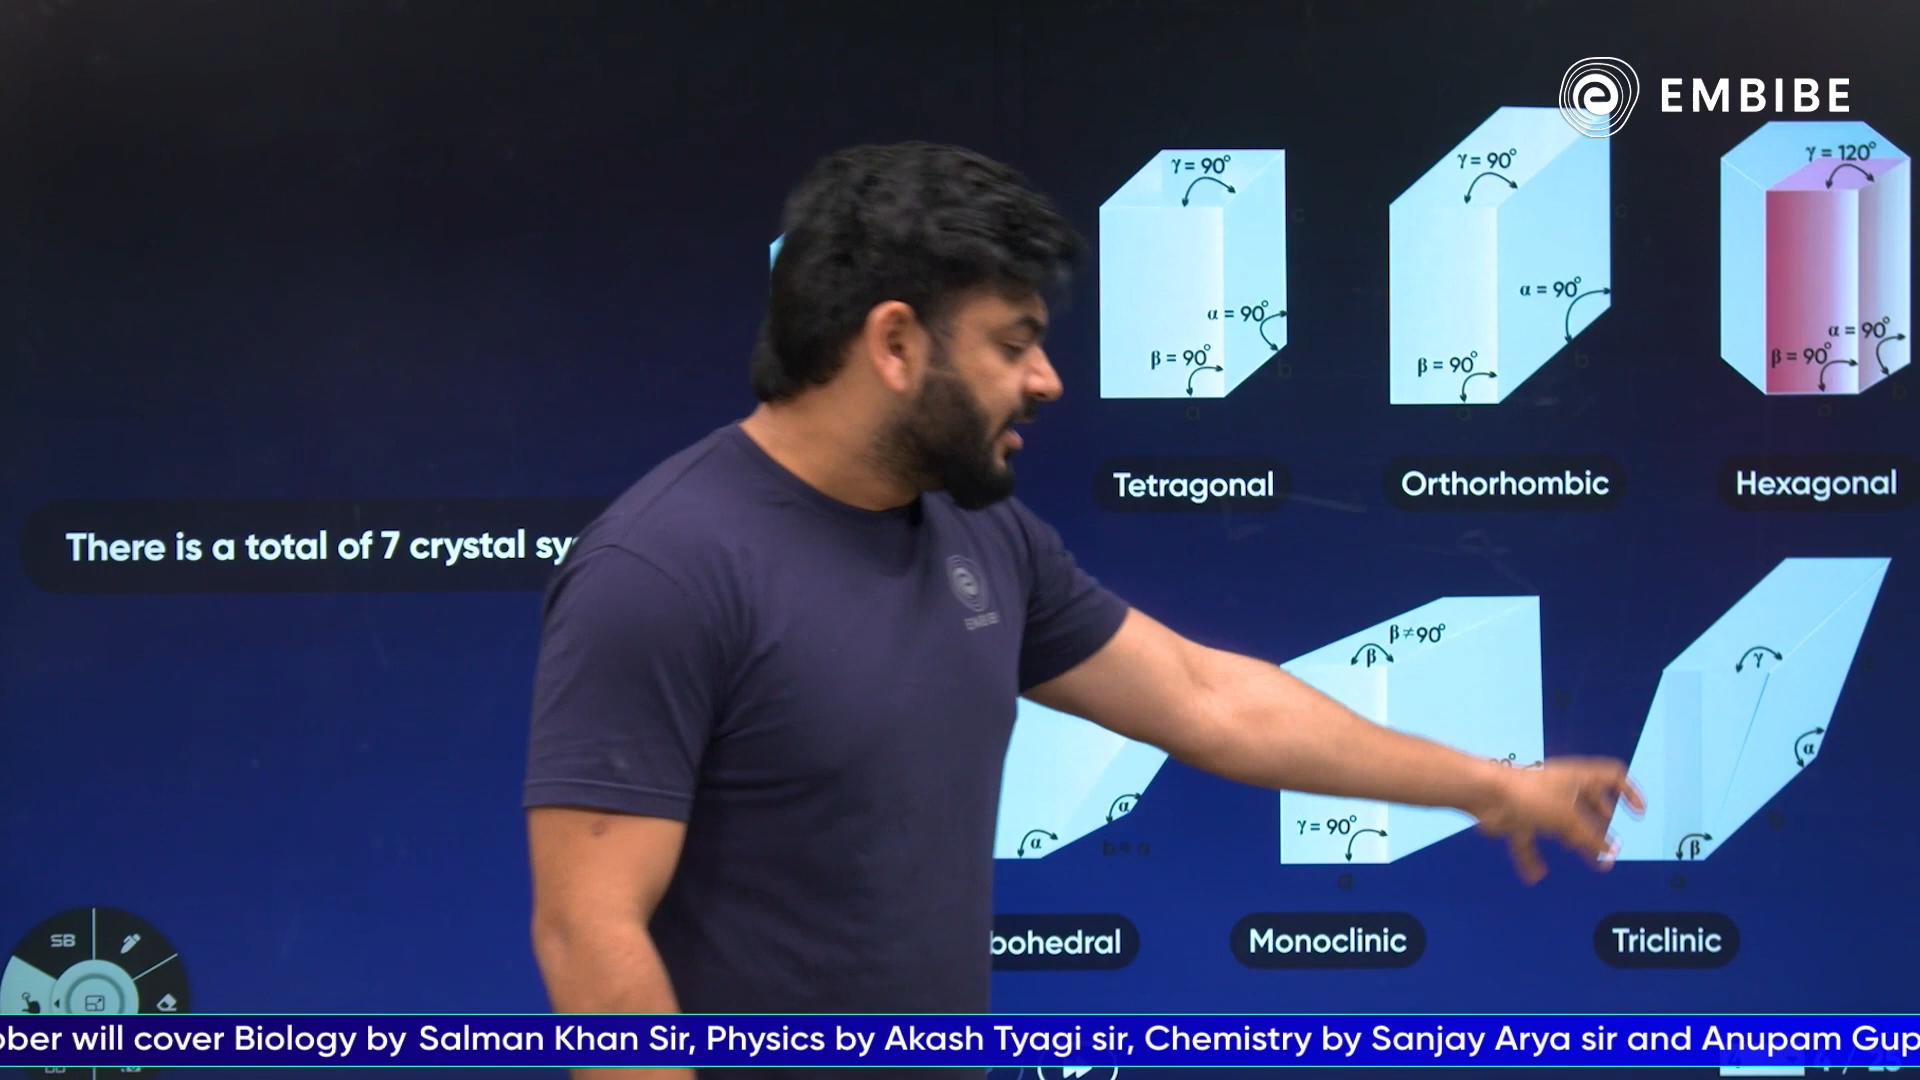 EMBIBE
γ = 90°
α = 90°
β = 90°
a
b
c
Tetragonal
γ = 90°
α = 90°
β = 90°
a
b
c
Orthorhombic
γ = 120°
α = 90°
β = 90°
a
b
Hexagonal
There is a total of 7 crystal sy
EMBIBE
α
α
b = a
bohedral
β ≠ 90°
β
γ = 90°
a
Monoclinic
γ
α
β
a
b
Triclinic
SB
ober will cover Biology by Salman Khan Sir, Physics by Akash Tyagi sir, Chemistry by Sanjay Arya sir and Anupam Gup